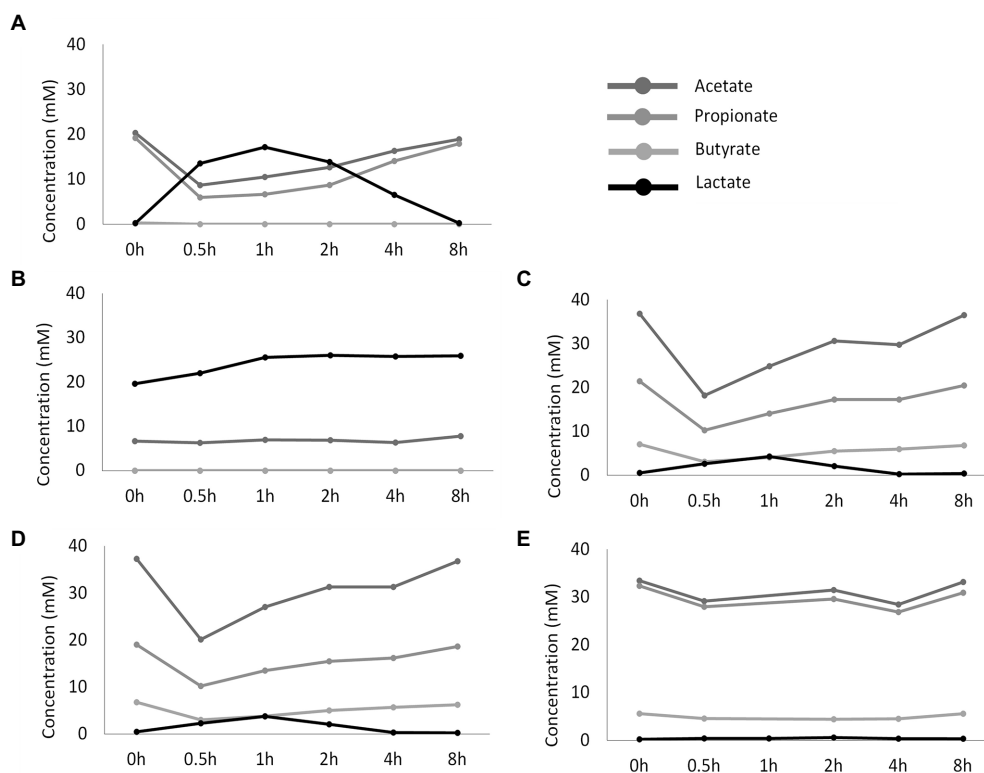 A
Concentration (mM)
40
30
20
10
0
0h 0.5h 1h 2h 4h 8h
Acetate
Propionate
Butyrate
Lactate
B
Concentration (mM)
40
30
20
10
0
0h 0.5h 1h 2h 4h 8h
C
Concentration (mM)
40
30
20
10
0
0h 0.5h 1h 2h 4h 8h
D
Concentration (mM)
40
30
20
10
0
0h 0.5h 1h 2h 4h 8h
E
Concentration (mM)
40
30
20
10
0
0h 0.5h 1h 2h 4h 8h